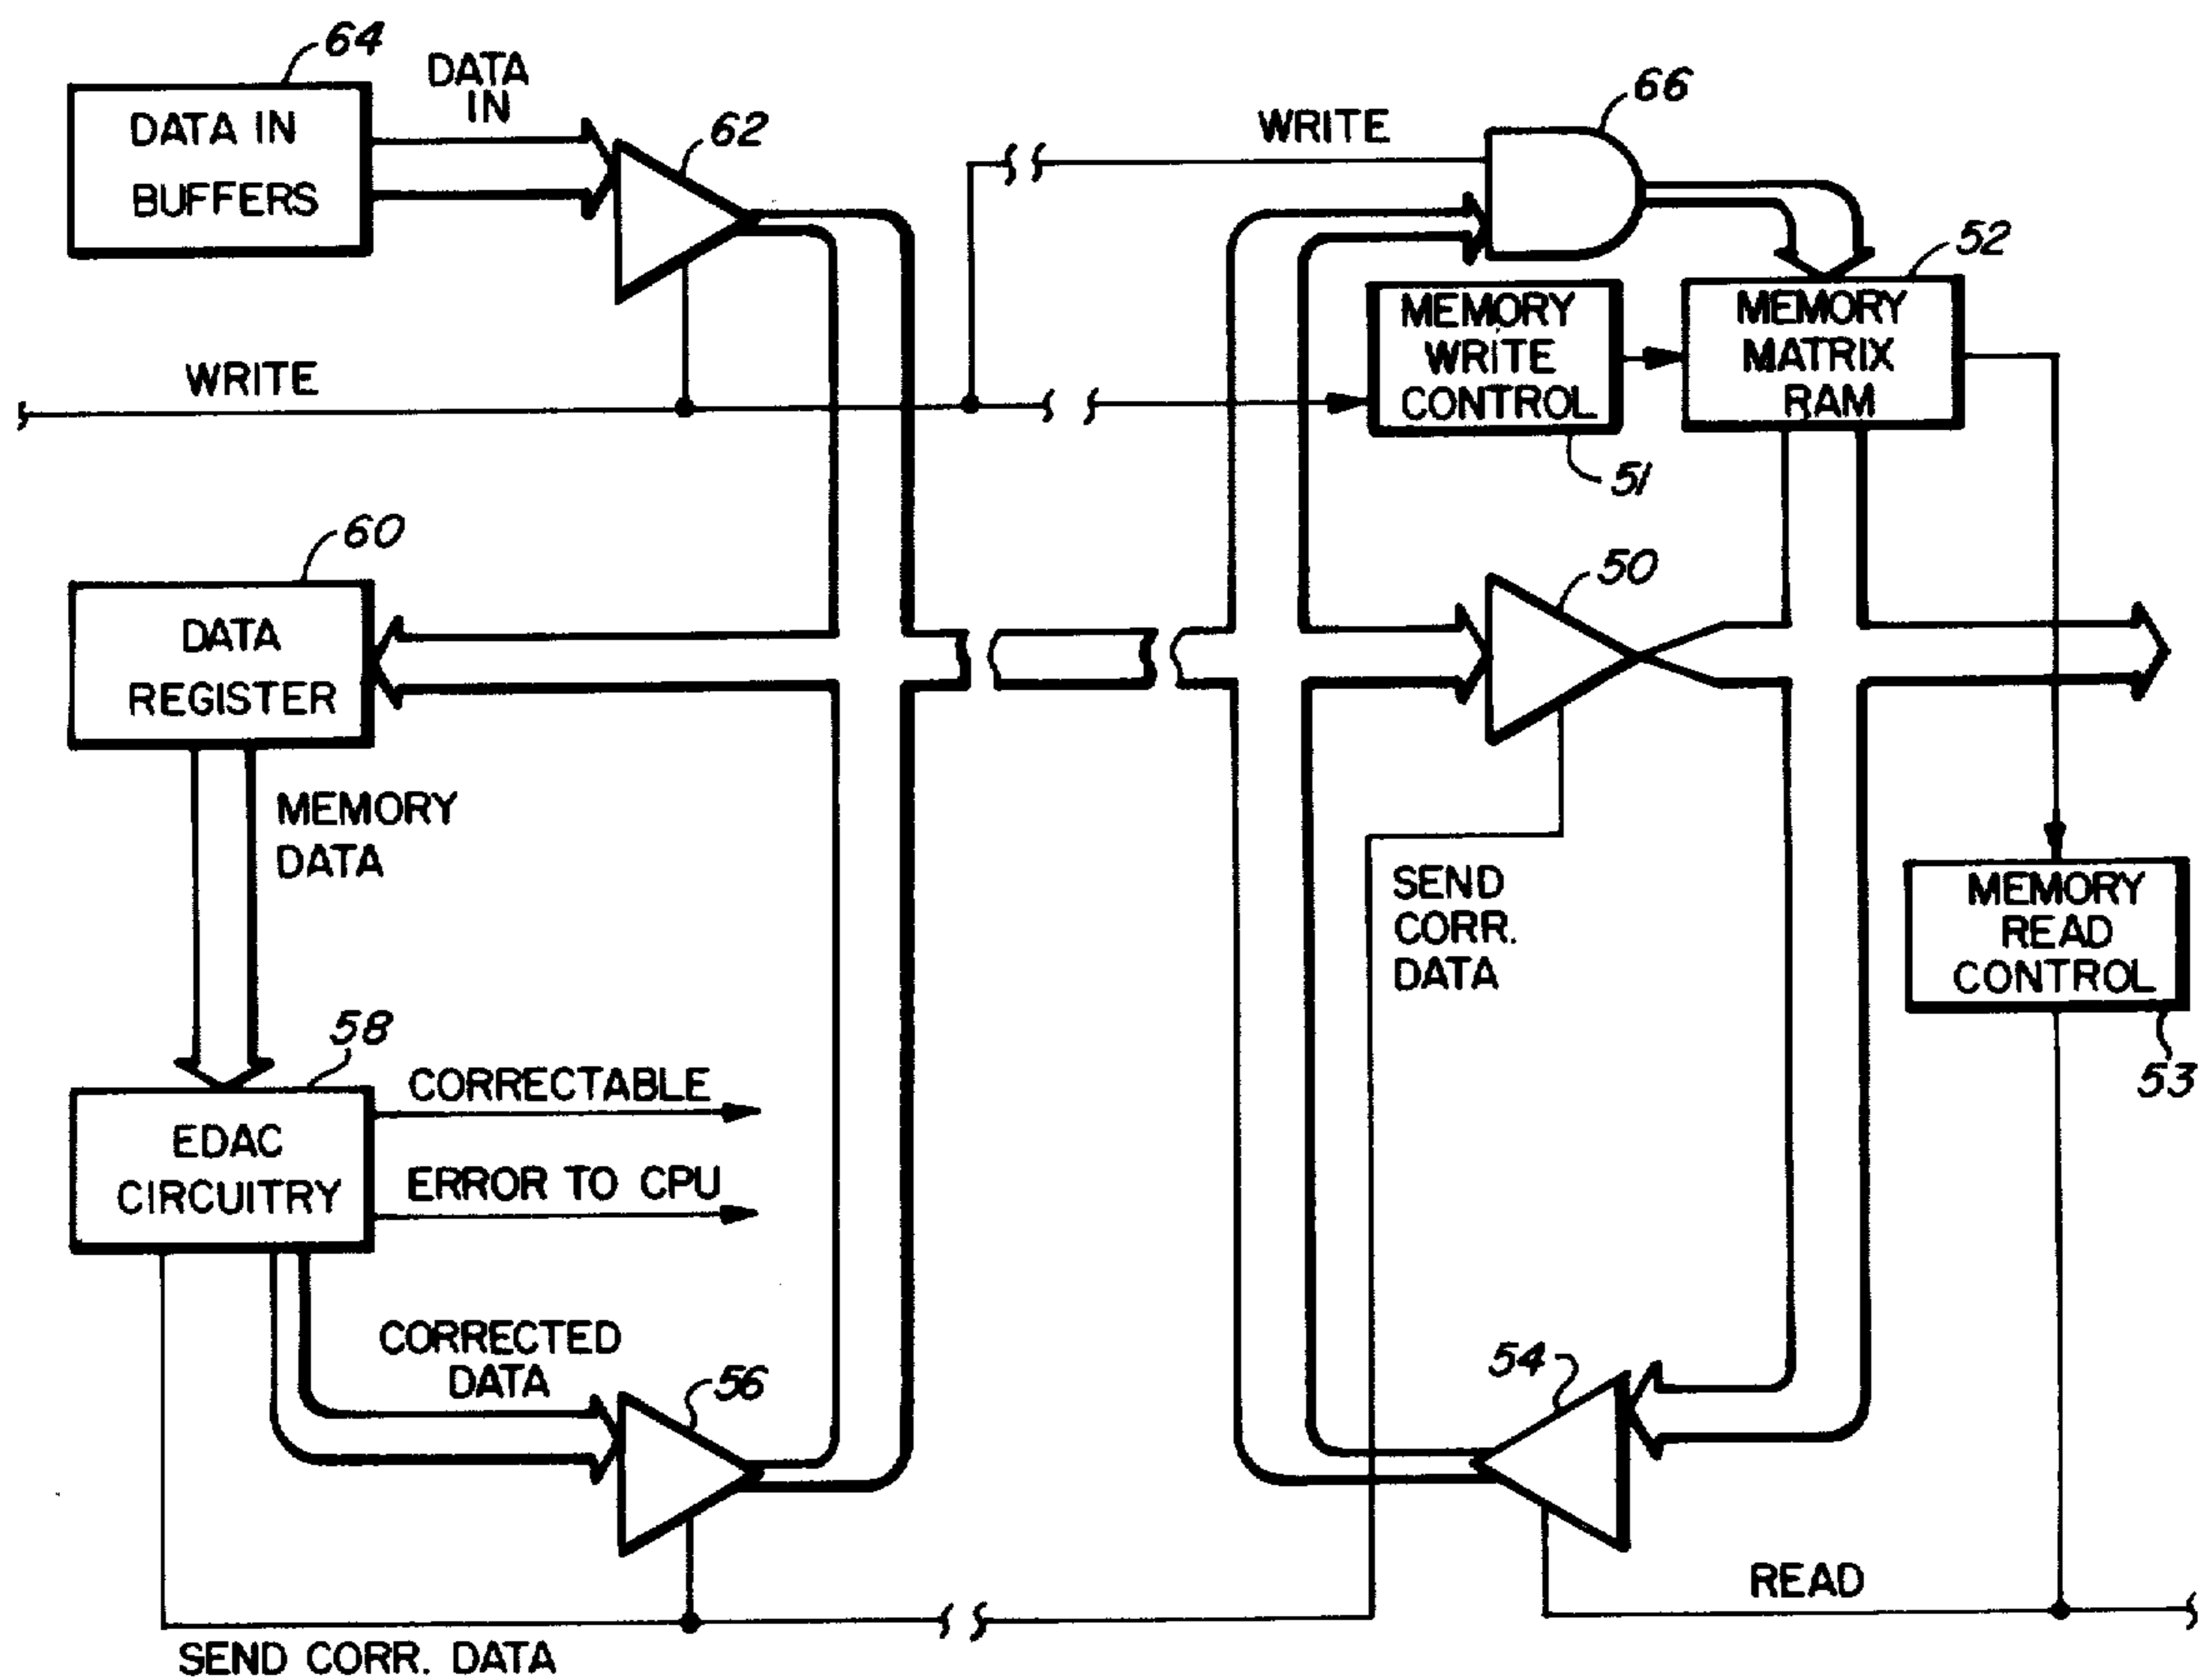 64
DATA IN
BUFFERS
DATA
IN
62
WRITE
66
52
MEMORY
WRITE
CONTROL
51
MEMORY
MATRIX
RAM
WRITE
60
DATA
REGISTER
50
MEMORY
DATA
SEND
CORR.
DATA
MEMORY
READ
CONTROL
53
58
EDAC
CIRCUITRY
CORRECTABLE
ERROR TO CPU
CORRECTED
DATA
56
54
READ
SEND CORR. DATA